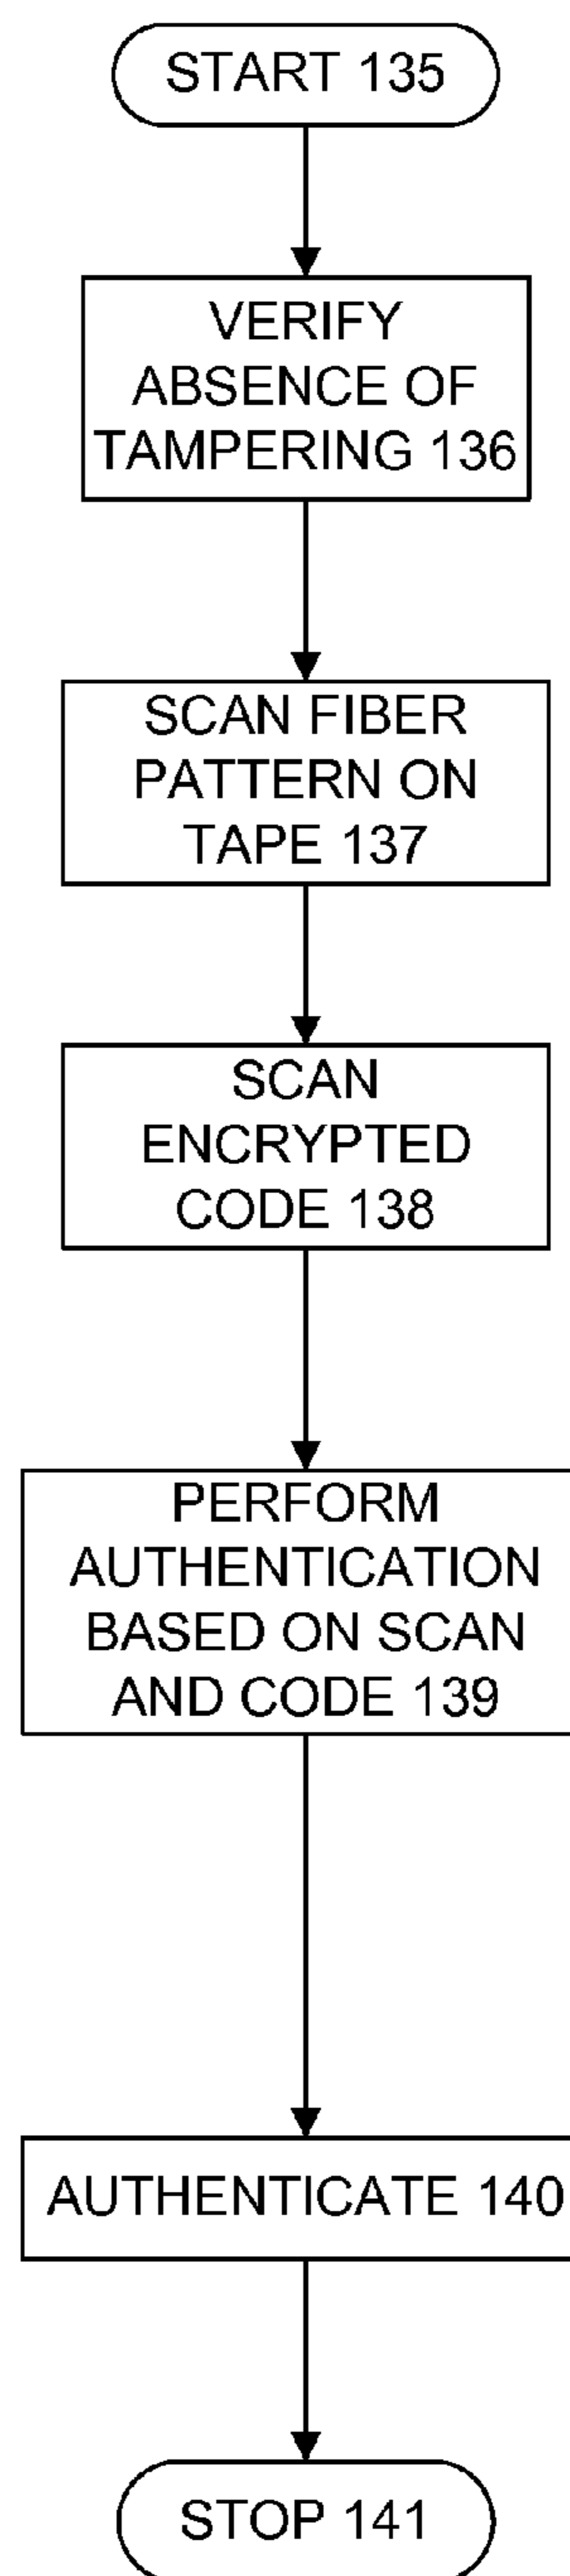 START 135
VERIFY
ABSENCE OF
TAMPERING 136
SCAN FIBER
PATTERN ON
TAPE 137
SCAN
ENCRYPTED
CODE 138
PERFORM
AUTHENTICATION
BASED ON SCAN
AND CODE 139
AUTHENTICATE 140
STOP 141